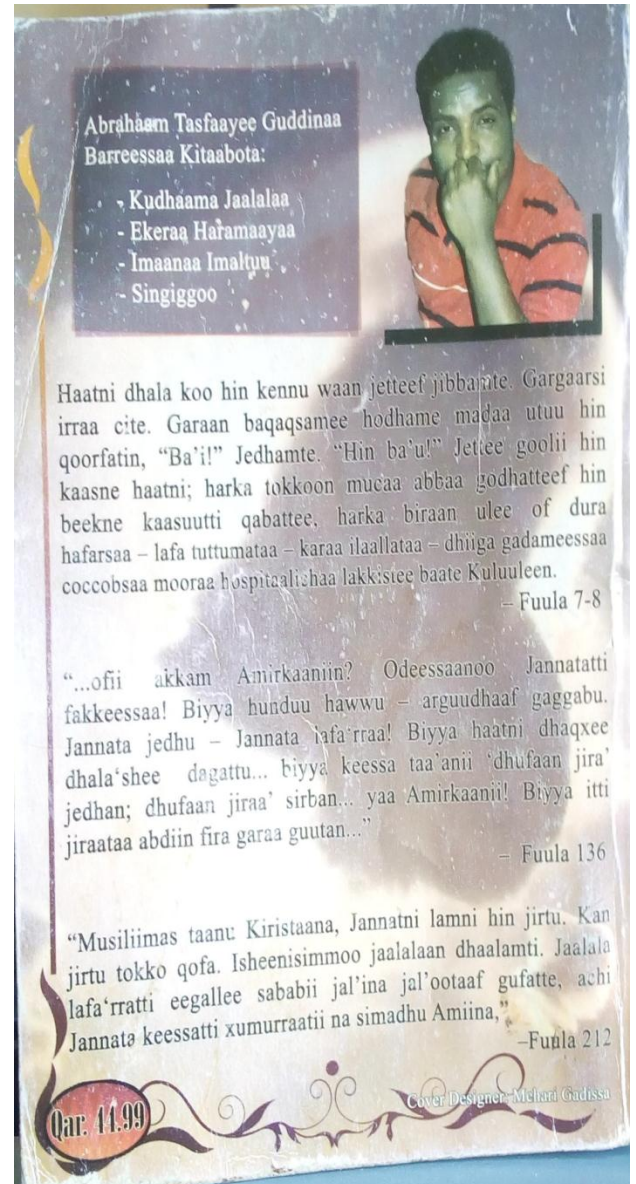 Abrahaam Tasfaayee Guddinaa
Barreessaa Kitaabota:
- Kudhaama Jaalalaa
- Ekeraa Haramaayaa
- Imaanaa Imaltuu
- Singiggoo
Haatni dhala koo hin kennu waan jetteef jibbamte. Gargaarsi
irraa cite. Garaan baqaqsamee hodhame madaa utuu hin
qoorfatin, “Ba’i!” Jedhamte. “Hin ba’u!” Jettee goolii hin
kaasne haatni; harka tokkoon mucaa abbaa godhatteef hin
beekne kaasuutti qabattee, harka biraan ulee of dura
hafarsaa – lafa tuttumataa – karaa ilaallataa – dhiiga gadameessaa
coccobsaa mooraa hospitaalichaa lakkistee baate Kuluuleen.
– Fuula 7-8
“...ofii akkam Amirkaaniin? Odeessaanoo Jannatatti
fakkeessaa! Biyya hunduu hawwu – arguudhaaf gaggabu.
Jannata jedhu – Jannata lafa‘rraa! Biyya haatni dhaqxee
dhala‘shee dagattu... biyya keessa taa’anii ‘dhufaan jira’
jedhan; dhufaan jiraa’ sirban... yaa Amirkaanii! Biyya itti
jiraataa abdiin fira garaa guutan...”
– Fuula 136
“Musiliimas taanu Kiristaana, Jannatni lamni hin jirtu. Kan
jirtu tokko qofa. Isheenisimmoo jaalalaan dhaalamti. Jaalala
lafa‘rratti eegallee sababii jal’ina jal’ootaaf gufatte, achi
Jannata keessatti xumurraatii na simadhu Amiina,”
–Fuula 212
Cover Designer: Mehari Gadissa
Qar. 44.99